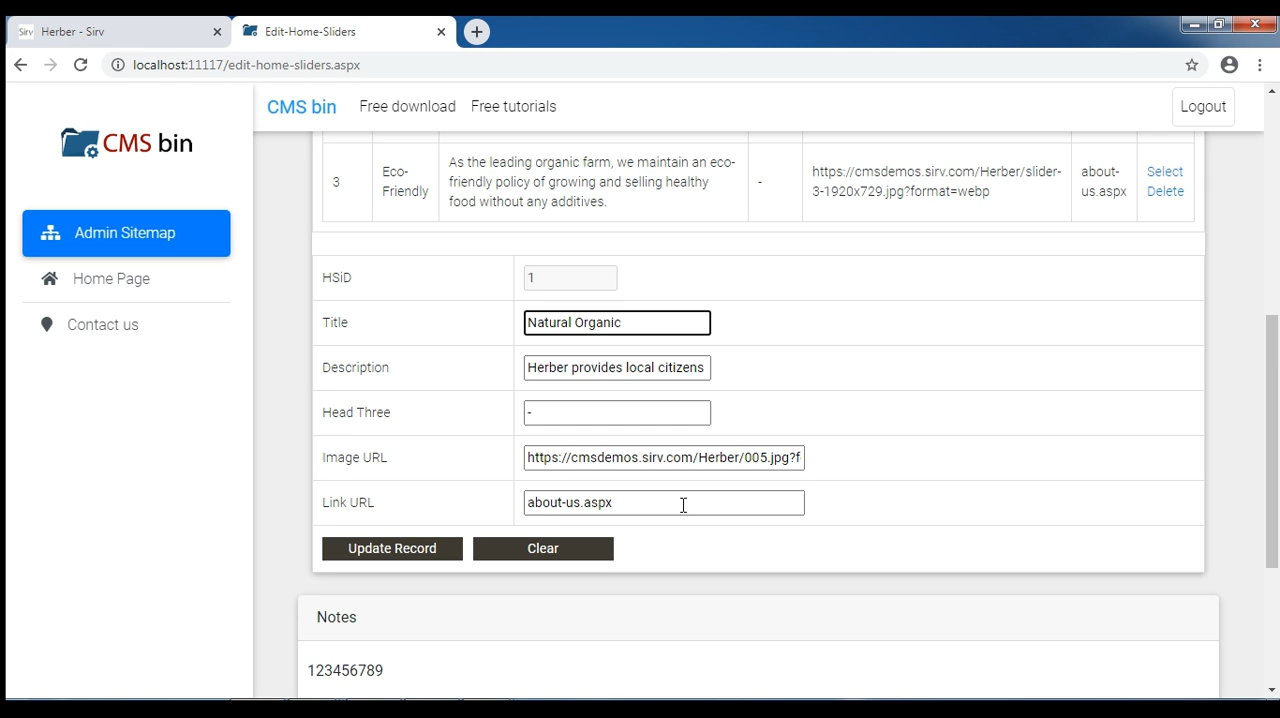 Sirv Herber - Sirv
Edit-Home-Sliders
localhost:11117/edit-home-sliders.aspx
CMS bin
CMS bin
Free download
Free tutorials
Logout
Admin Sitemap
Home Page
Contact us
3
Eco-
Friendly
As the leading organic farm, we maintain an eco-
friendly policy of growing and selling healthy
food without any additives.
-
https://cmsdemos.sirv.com/Herber/slider-
3-1920x729.jpg?format=webp
about-
us.aspx
Select
Delete
HSiD
1
Title
Natural Organic
Description
Herber provides local citizens
Head Three
-
Image URL
https://cmsdemos.sirv.com/Herber/005.jpg?f
Link URL
about-us.aspx
Update Record
Clear
Notes
123456789